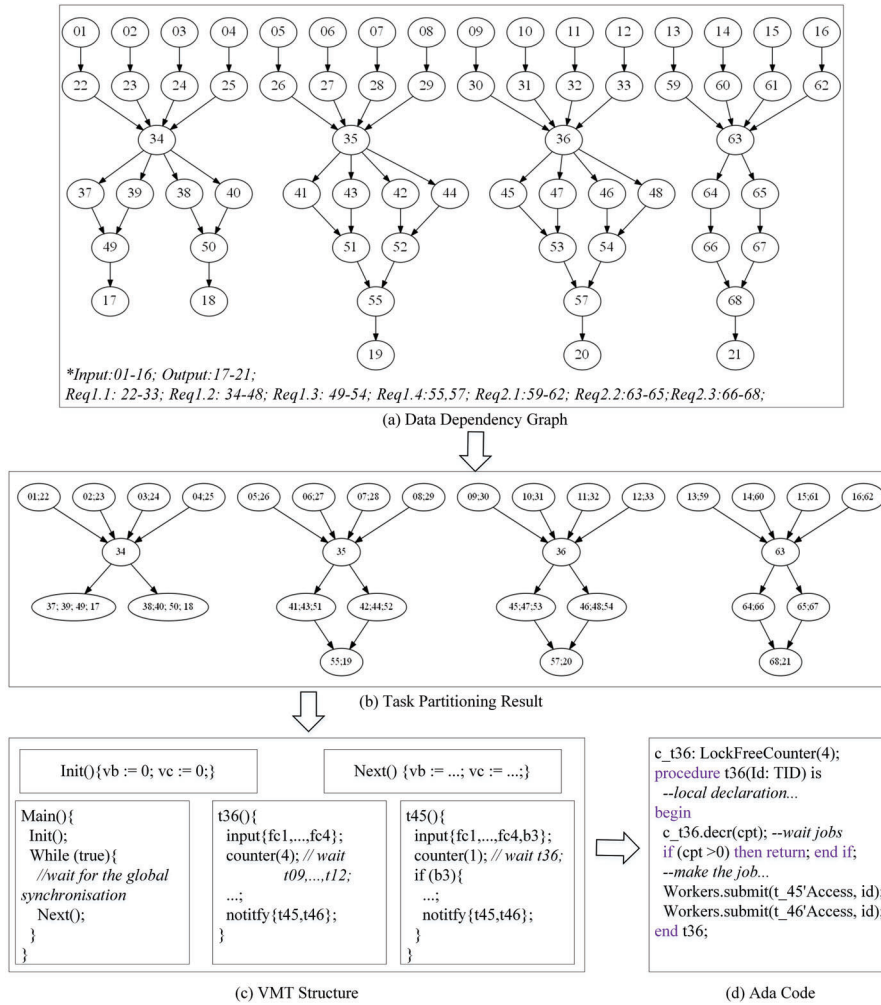 01 02 03 04 05 06 07 08 09 10 11 12 13 14 15 16
22 23 24 25 26 27 28 29 30 31 32 33 59 60 61 62
34 35 36 63
37 39 38 40 41 43 42 44 45 47 46 48 64 65
49 50 51 52 53 54 66 67
17 18 55 57 68
19 20 21
*Input:01-16; Output:17-21;
Req1.1: 22-33; Req1.2: 34-48; Req1.3: 49-54; Req1.4:55,57; Req2.1:59-62; Req2.2:63-65;Req2.3:66-68;
(a) Data Dependency Graph
01;22 02;23 03;24 04;25 05;26 06;27 07;28 08;29 09;30 10;31 11;32 12;33 13;59 14;60 15;61 16;62
34 35 36 63
37; 39; 49; 17 38;40; 50; 18 41;43;51 42;44;52 45;47;53 46;48;54 64;66 65;67
55;19 57;20 68;21
(b) Task Partitioning Result
Init(){vb := 0; vc := 0;}
Next() {vb := ...; vc := ...;}
Main(){
Init();
While (true){
//wait for the global
synchronisation
Next();
}
}
t36(){
input{fc1,...,fc4};
counter(4); // wait
t09,...,t12;
...;
notitfy{t45,t46};
}
t45(){
input{fc1,...,fc4,b3};
counter(1); // wait t36;
if (b3){
...;
notitfy{t45,t46};
}
}
(c) VMT Structure
c_t36: LockFreeCounter(4);
procedure t36(Id: TID) is
--local declaration...
begin
c_t36.decr(cpt); --wait jobs
if (cpt >0) then return; end if;
--make the job...
Workers.submit(t_45'Access, id);
Workers.submit(t_46'Access, id);
end t36;
(d) Ada Code